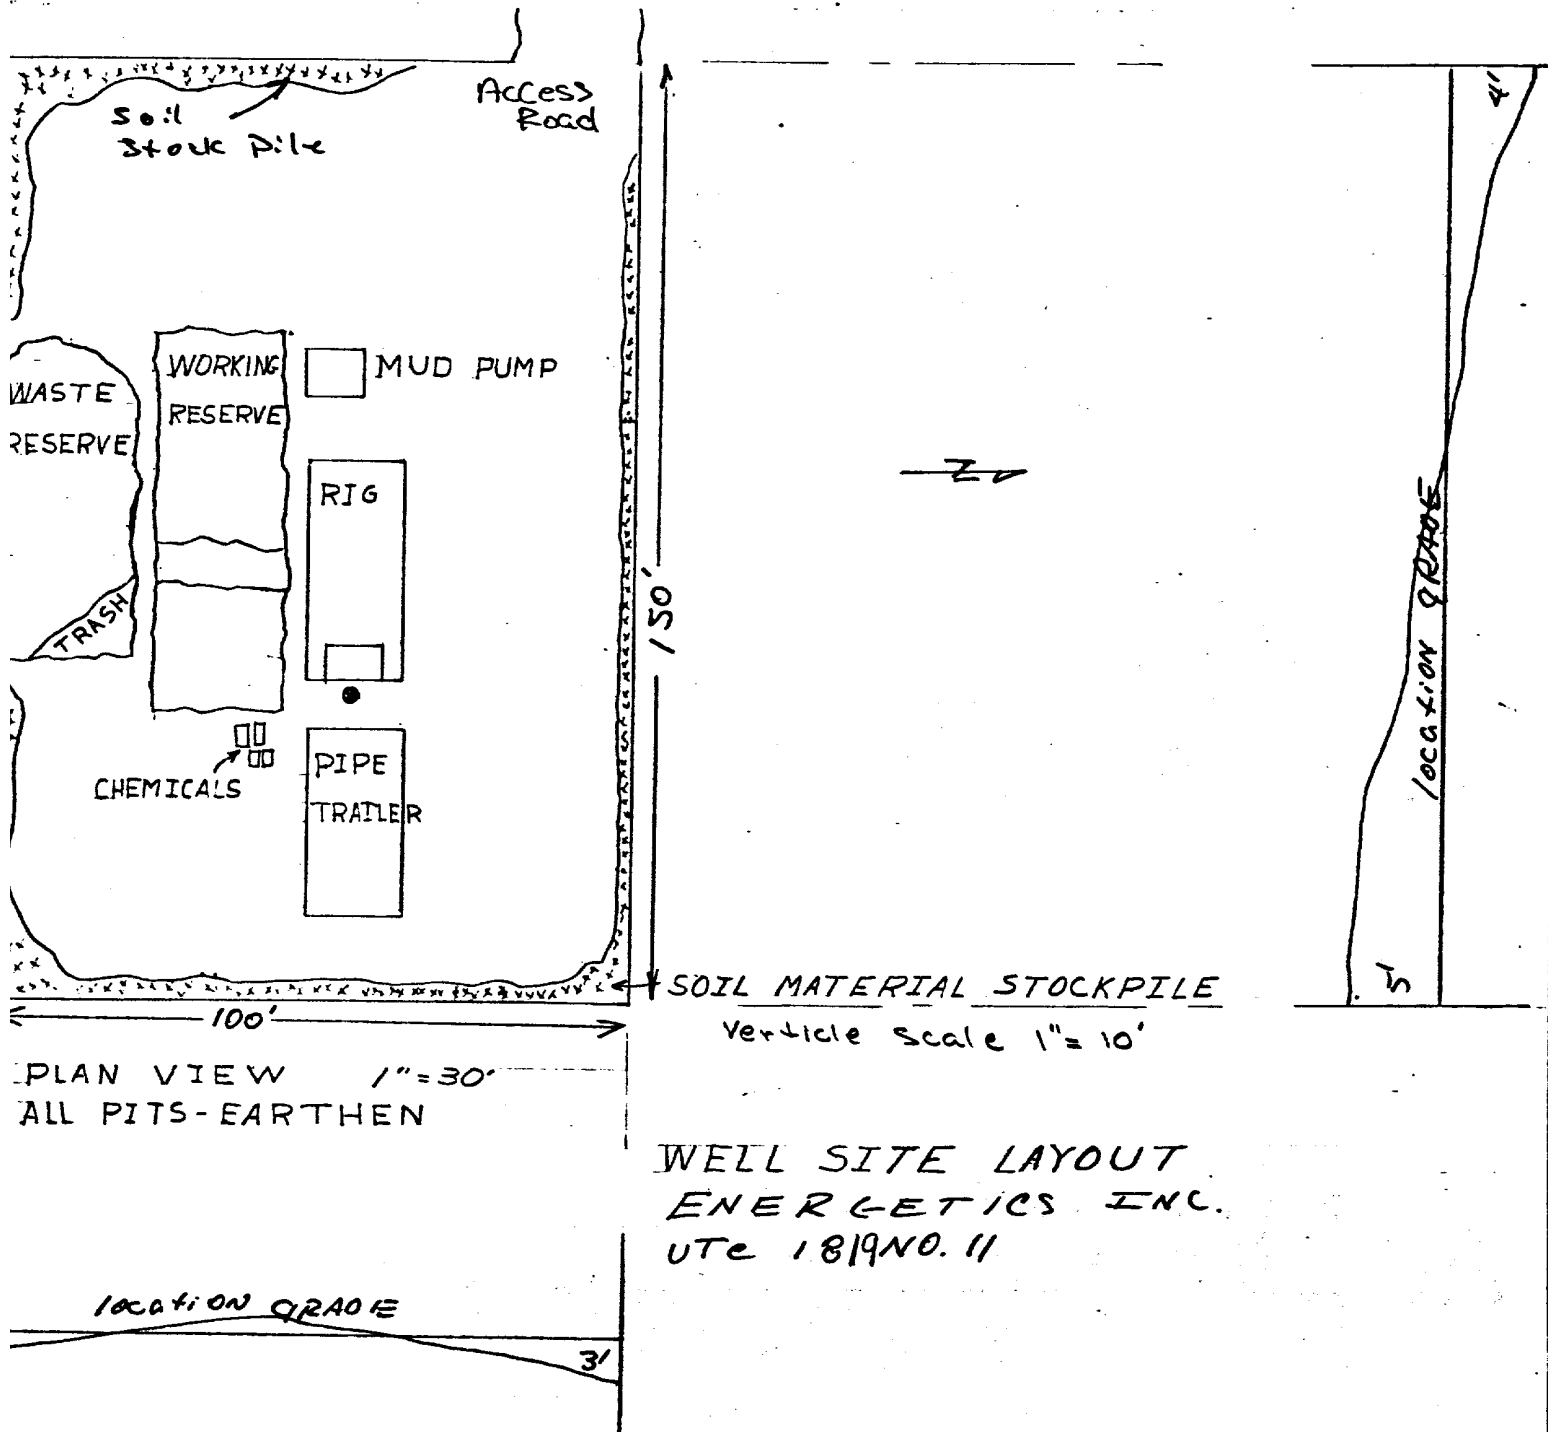 Access
Road
4'
Soil
Stock Pile
WORKING
RESERVE
MUD PUMP
WASTE
RESERVE
RIG
Z
150'
location GRADE
TRASH
CHEMICALS
PIPE
TRAILER
5'
SOIL MATERIAL STOCKPILE
100'
Verticle Scale 1"= 10'
PLAN VIEW 1"=30'
ALL PITS-EARTHEN
WELL SITE LAYOUT
ENERGETICS INC.
UTe 1819NO. 11
location GRADE
3'